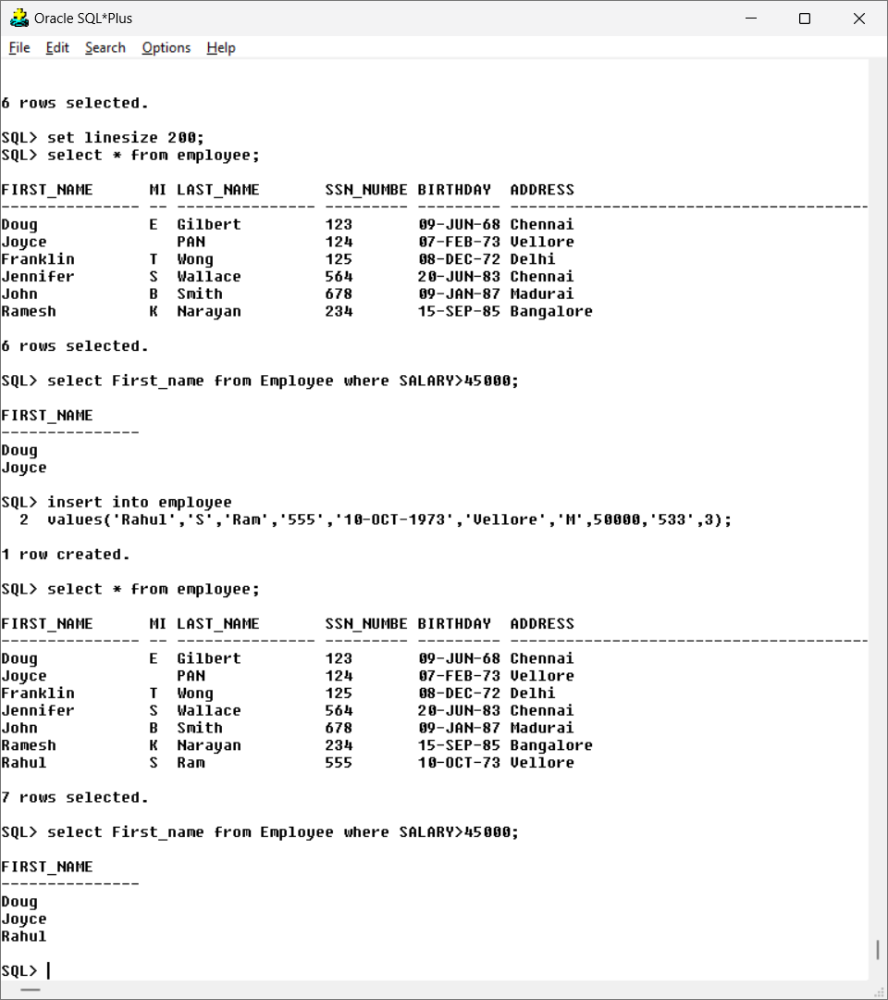 Oracle SQL*Plus
File Edit Search Options Help
6 rows selected.
SQL> set linesize 200;
SQL> select * from employee;
FIRST_NAME      MI LAST_NAME       SSN_NUMBE BIRTHDAY  ADDRESS
--------------- -- --------------- --------- --------- ---------------------------------------
Doug            E  Gilbert         123       09-JUN-68 Chennai
Joyce              PAN             124       07-FEB-73 Vellore
Franklin        T  Wong            125       08-DEC-72 Delhi
Jennifer        S  Wallace         564       20-JUN-83 Chennai
John            B  Smith           678       09-JAN-87 Madurai
Ramesh          K  Narayan         234       15-SEP-85 Bangalore
6 rows selected.
SQL> select First_name from Employee where SALARY>45000;
FIRST_NAME
---------------
Doug
Joyce
SQL> insert into employee
  2  values('Rahul','S','Ram','555','10-OCT-1973','Vellore','M',50000,'533',3);
1 row created.
SQL> select * from employee;
FIRST_NAME      MI LAST_NAME       SSN_NUMBE BIRTHDAY  ADDRESS
--------------- -- --------------- --------- --------- ---------------------------------------
Doug            E  Gilbert         123       09-JUN-68 Chennai
Joyce              PAN             124       07-FEB-73 Vellore
Franklin        T  Wong            125       08-DEC-72 Delhi
Jennifer        S  Wallace         564       20-JUN-83 Chennai
John            B  Smith           678       09-JAN-87 Madurai
Ramesh          K  Narayan         234       15-SEP-85 Bangalore
Rahul           S  Ram             555       10-OCT-73 Vellore
7 rows selected.
SQL> select First_name from Employee where SALARY>45000;
FIRST_NAME
---------------
Doug
Joyce
Rahul
SQL>